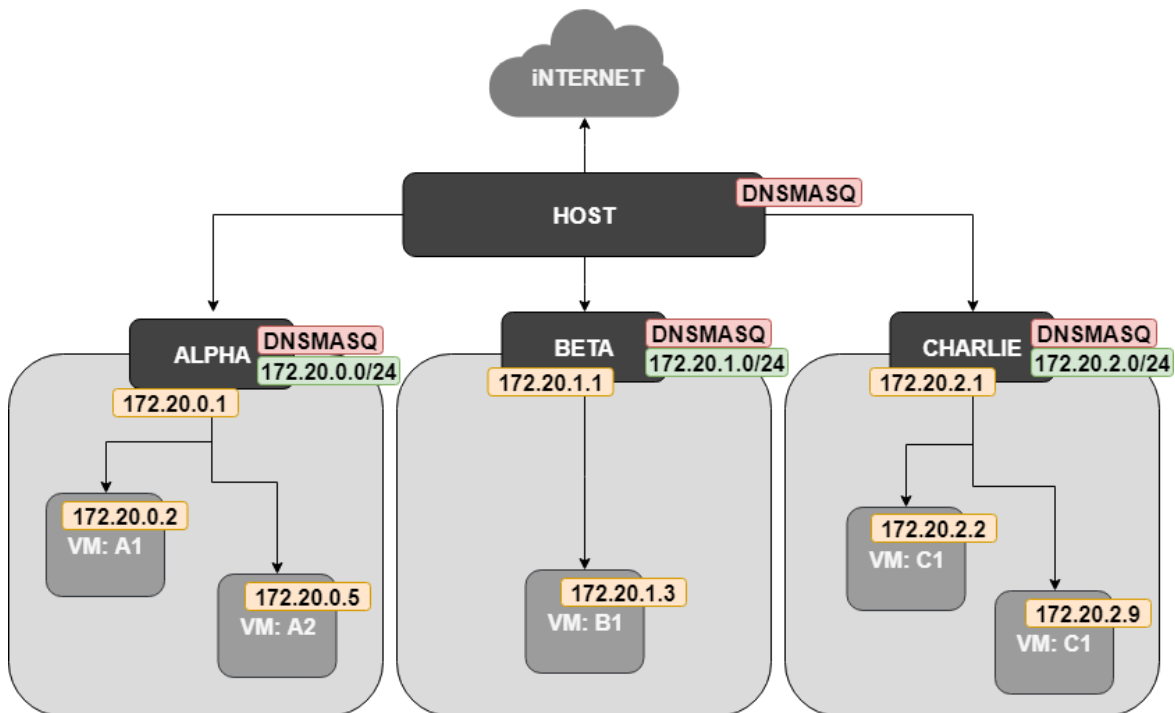 iNTERNET
DNSMASQ
HOST
DNSMASQ
ALPHA
172.20.0.0/24
172.20.0.1
172.20.0.2
VM: A1
172.20.0.5
VM: A2
DNSMASQ
BETA
172.20.1.0/24
172.20.1.1
172.20.1.3
VM: B1
DNSMASQ
CHARLIE
172.20.2.0/24
172.20.2.1
172.20.2.2
VM: C1
172.20.2.9
VM: C1